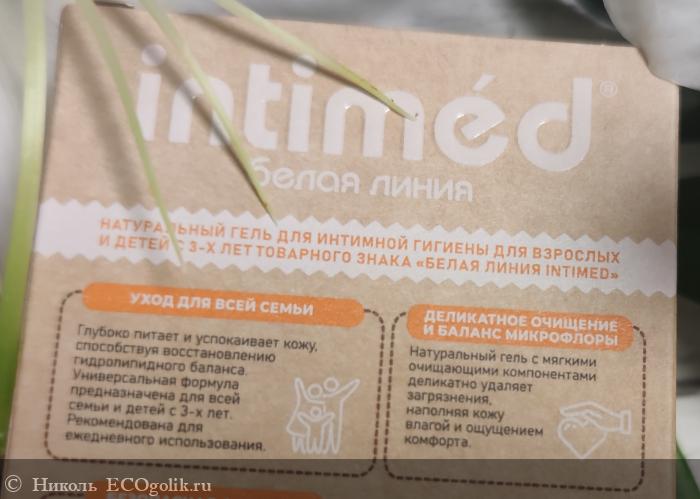 intiméd®
белая линия
НАТУРАЛЬНЫЙ ГЕЛЬ ДЛЯ ИНТИМНОЙ ГИГИЕНЫ ДЛЯ ВЗРОСЛЫХ
И ДЕТЕЙ С 3-Х ЛЕТ ТОВАРНОГО ЗНАКА «БЕЛАЯ ЛИНИЯ INTIMED»
УХОД ДЛЯ ВСЕЙ СЕМЬИ
Глубоко питает и успокаивает кожу,
способствуя восстановлению
гидролипидного баланса.
Универсальная формула
предназначена для всей
семьи и детей с 3-х лет.
Рекомендована для
ежедневного использования.
ДЕЛИКАТНОЕ ОЧИЩЕНИЕ
И БАЛАНС МИКРОФЛОРЫ
Натуральный гель с мягкими
очищающими компонентами
деликатно удаляет
загрязнения,
наполняя кожу
влагой и ощущением
комфорта.
© Николь ECOgolik.ru